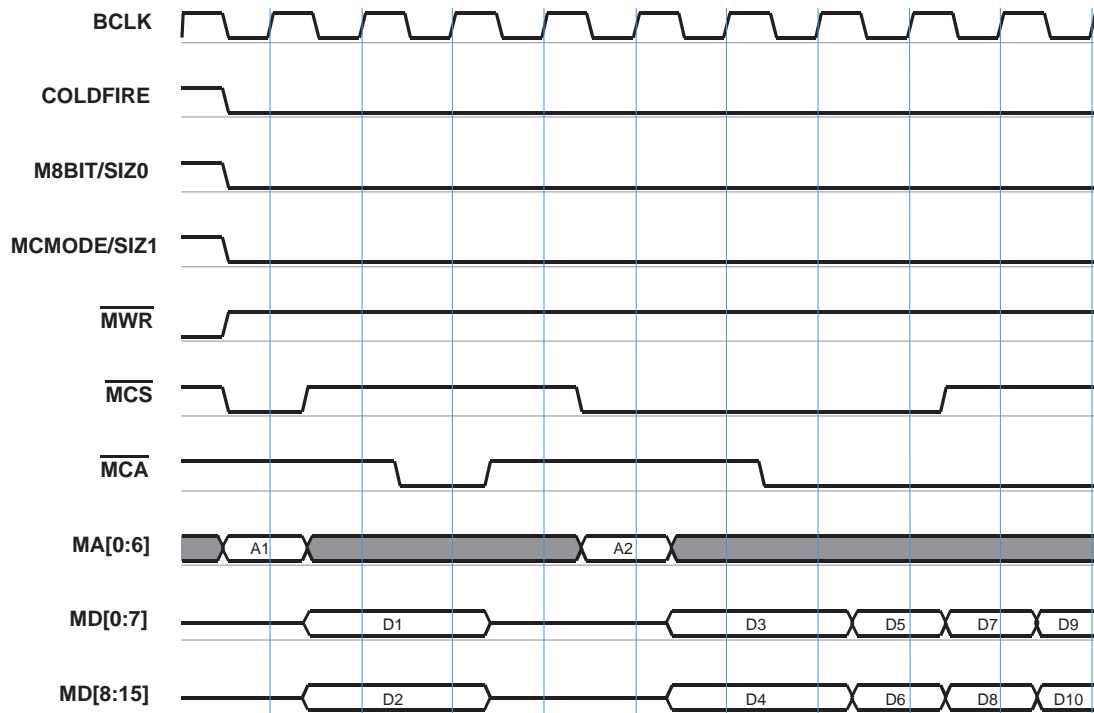 BCLK
COLDFIRE
M8BIT/SIZ0
MCMODE/SIZ1
MWR
MCS
MCA
MA[0:6] A1 A2
MD[0:7] D1 D3 D5 D7 D9
MD[8:15] D2 D4 D6 D8 D10